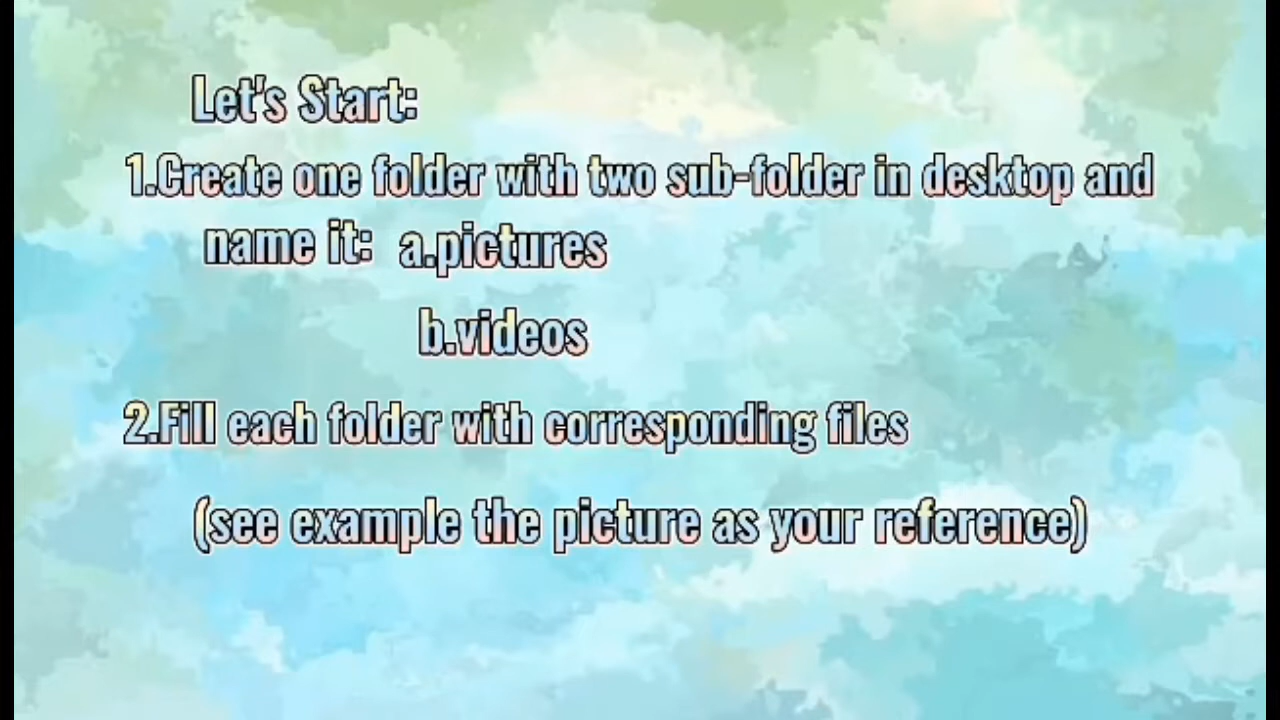 Let's Start:
1.Create one folder with two sub-folder in desktop and
name it: a.pictures
b.videos
2.Fill each folder with corresponding files
(see example the picture as your reference)